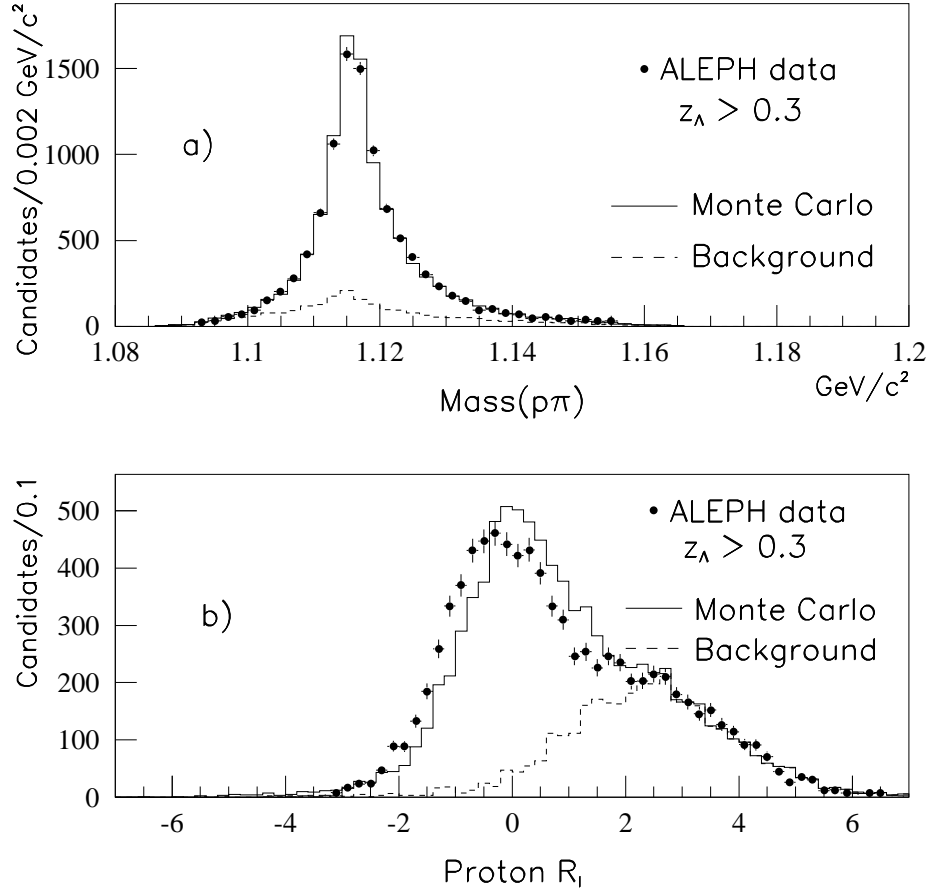 Candidates/0.002 GeV/c²
1500
1000
500
0
a)
ALEPH data
z_Λ > 0.3
Monte Carlo
Background
1.08 1.1 1.12 1.14 1.16 1.18 1.2
GeV/c²
Mass(pπ)
Candidates/0.1
500
400
300
200
100
0
b)
ALEPH data
z_Λ > 0.3
Monte Carlo
Background
-6 -4 -2 0 2 4 6
Proton R_I